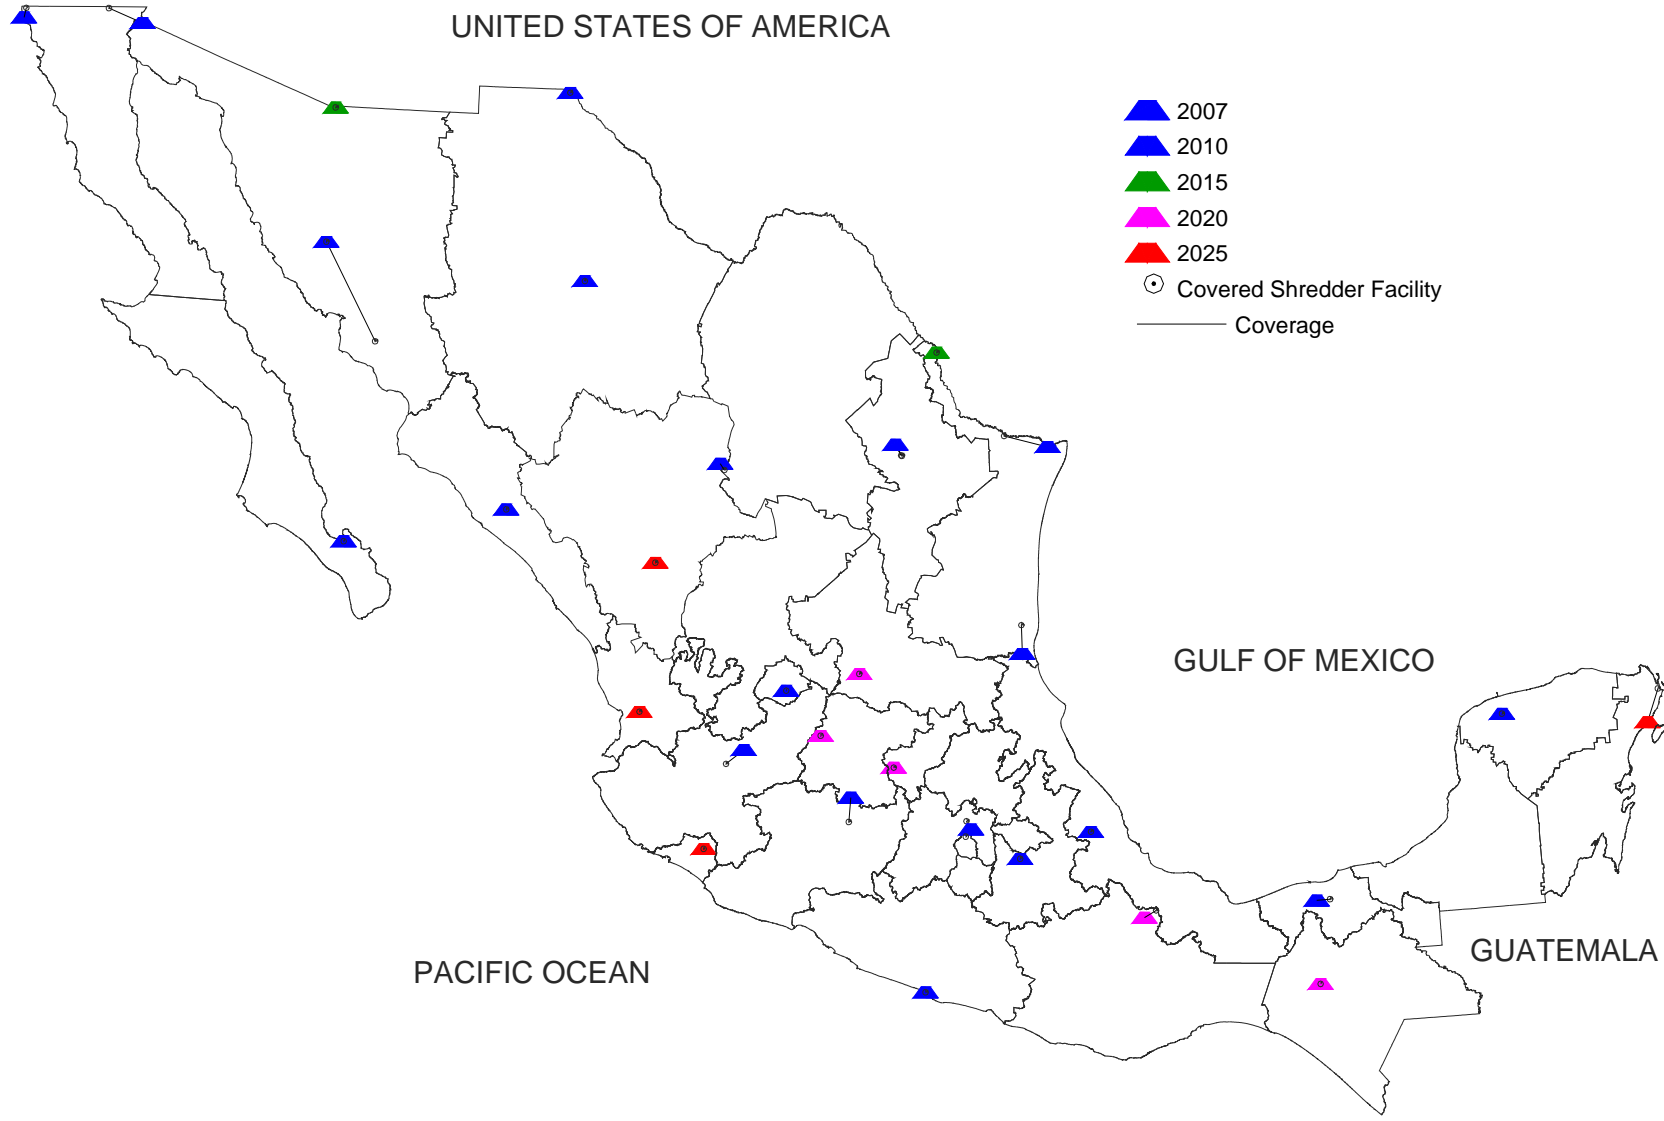 UNITED STATES OF AMERICA
2007
2010
2015
2020
2025
Covered Shredder Facility
Coverage
GULF OF MEXICO
GUATEMALA
PACIFIC OCEAN